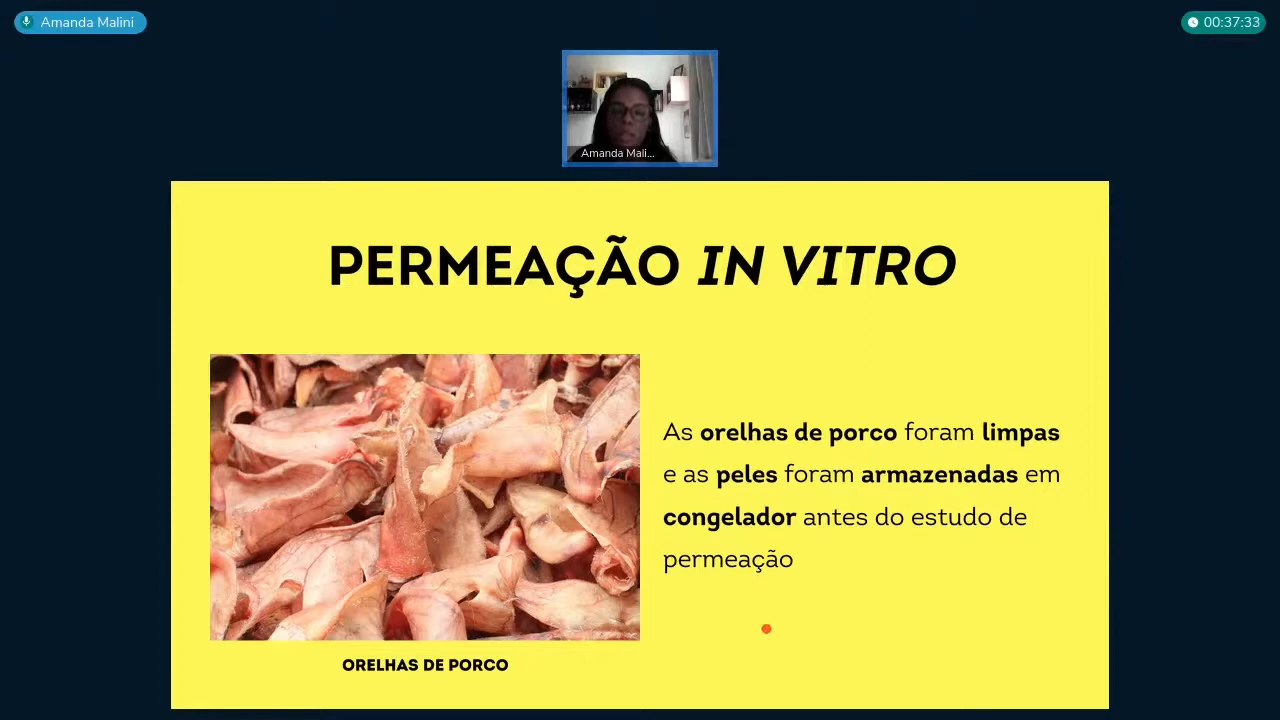 Amanda Malini
00:37:33
Amanda Mali...
PERMEAÇÃO IN VITRO
As orelhas de porco foram limpas
e as peles foram armazenadas em
congelador antes do estudo de
permeação
ORELHAS DE PORCO